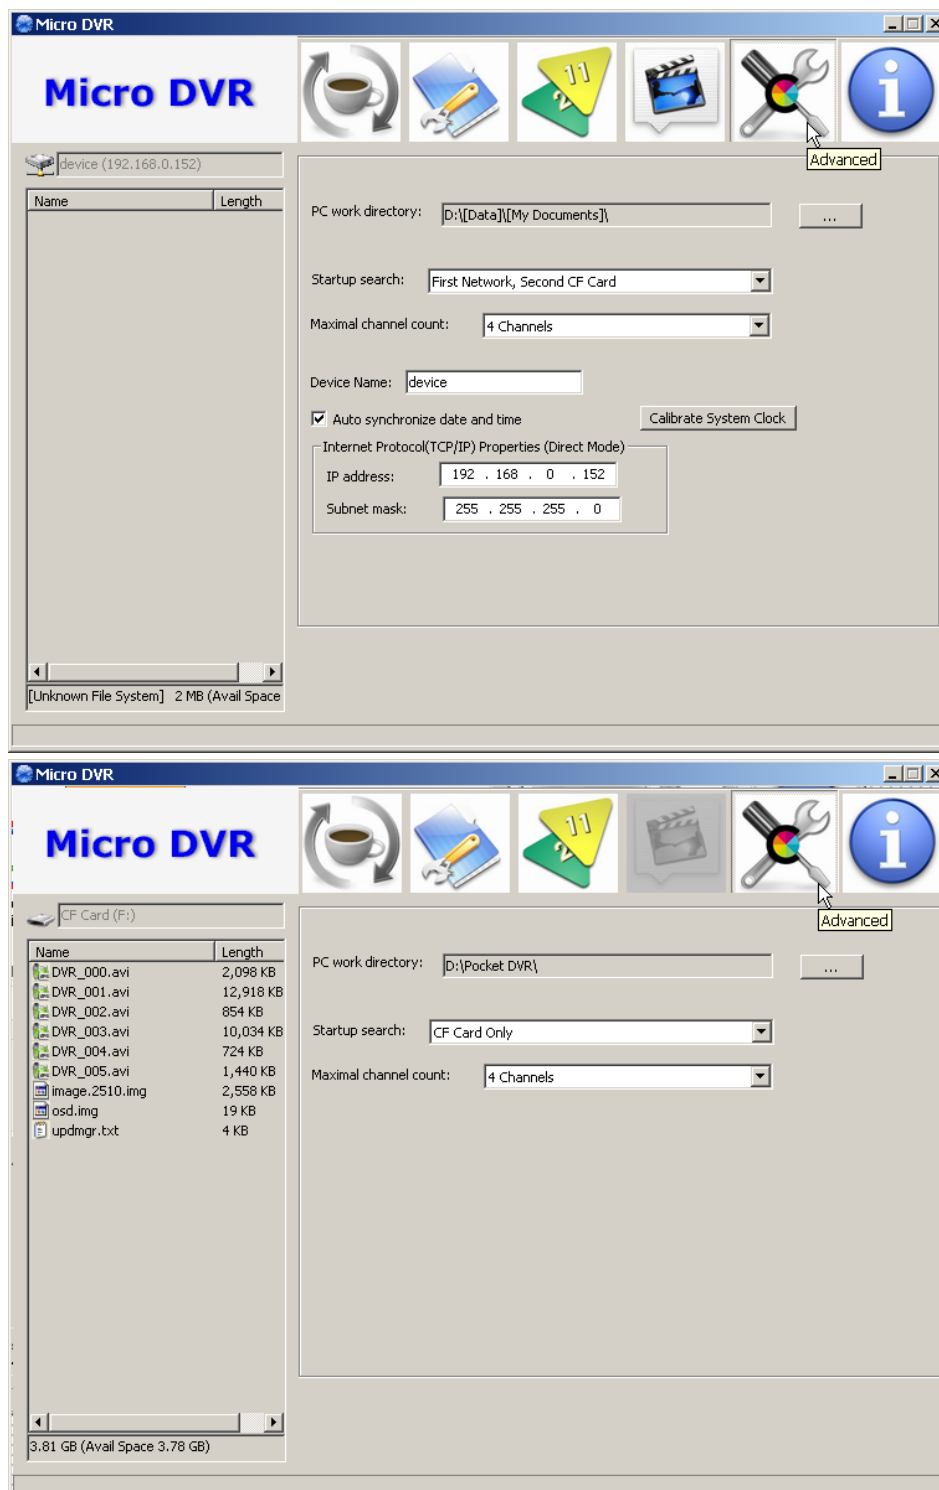 Micro DVR
Micro DVR
11
2
Advanced
device (192.168.0.152)
Name Length
PC work directory: D:\[Data]\[My Documents]\ ...
Startup search: First Network, Second CF Card
Maximal channel count: 4 Channels
Device Name: device
Auto synchronize date and time Calibrate System Clock
Internet Protocol(TCP/IP) Properties (Direct Mode)
IP address: 192 . 168 . 0 . 152
Subnet mask: 255 . 255 . 255 . 0
[Unknown File System] 2 MB (Avail Space
Micro DVR
Micro DVR
11
2
Advanced
CF Card (F:)
Name Length
DVR_000.avi 2,098 KB
DVR_001.avi 12,918 KB
DVR_002.avi 854 KB
DVR_003.avi 10,034 KB
DVR_004.avi 724 KB
DVR_005.avi 1,440 KB
image.2510.img 2,558 KB
osd.img 19 KB
updmgr.txt 4 KB
PC work directory: D:\Pocket DVR\ ...
Startup search: CF Card Only
Maximal channel count: 4 Channels
3.81 GB (Avail Space 3.78 GB)